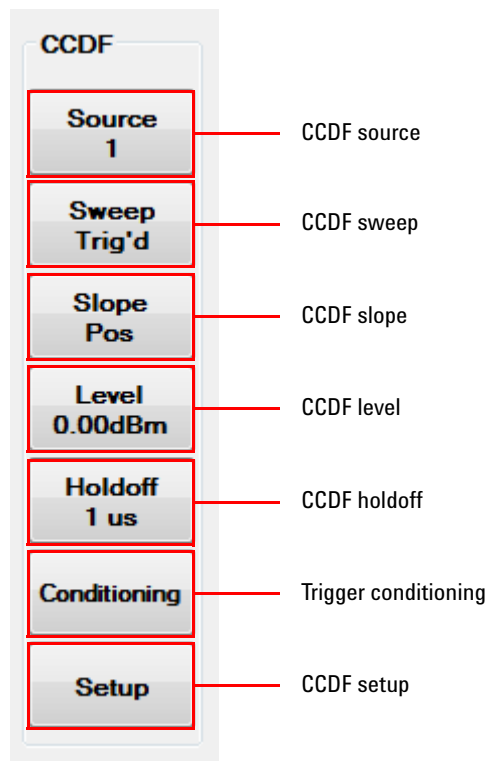 CCDF
Source
1
CCDF source
Sweep
Trig'd
CCDF sweep
Slope
Pos
CCDF slope
Level
0.00dBm
CCDF level
Holdoff
1 us
CCDF holdoff
Conditioning
Trigger conditioning
Setup
CCDF setup